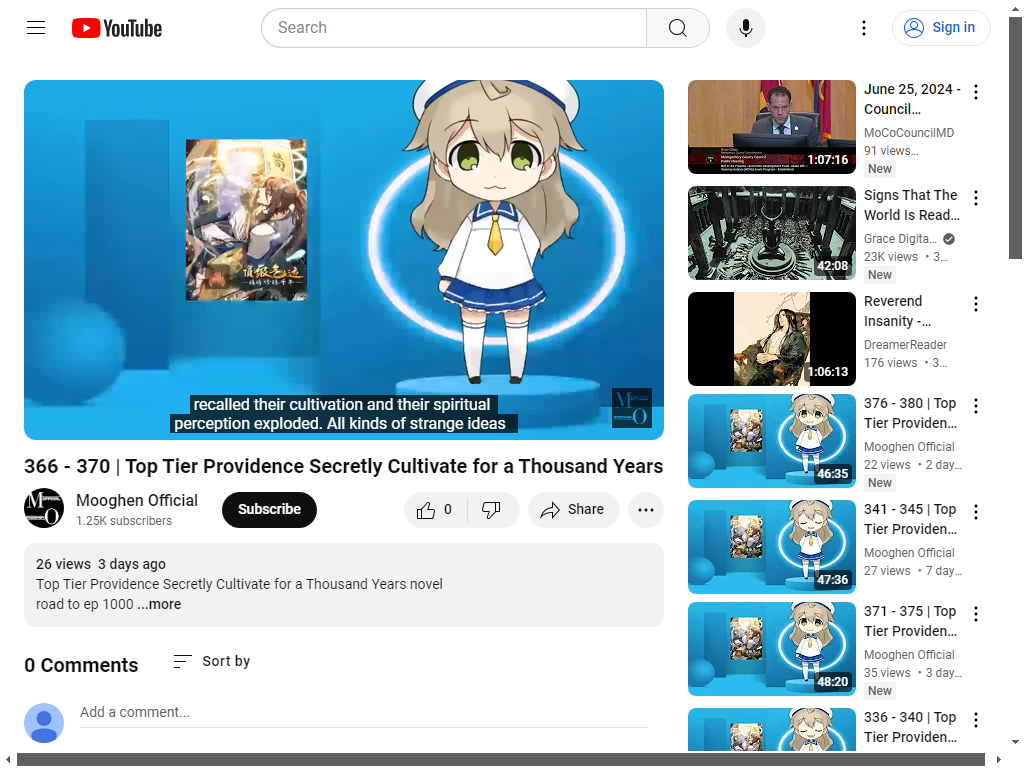 YouTube
Search
Sign in
recalled their cultivation and their spiritual
perception exploded. All kinds of strange ideas
366 - 370 | Top Tier Providence Secretly Cultivate for a Thousand Years
Mooghen Official
1.25K subscribers
Subscribe
0
Share
26 views 3 days ago
Top Tier Providence Secretly Cultivate for a Thousand Years novel
road to ep 1000 ...more
0 Comments
Sort by
Add a comment...
1:07:16
June 25, 2024 -
Council...
MoCoCouncilMD
91 views...
New
42:08
Signs That The
World Is Read...
Grace Digita...
23K views • 3...
New
1:06:13
Reverend
Insanity -...
DreamerReader
176 views • 3...
46:35
376 - 380 | Top
Tier Providen...
Mooghen Official
22 views • 2 day...
New
47:36
341 - 345 | Top
Tier Providen...
Mooghen Official
27 views • 7 day...
48:20
371 - 375 | Top
Tier Providen...
Mooghen Official
35 views • 3 day...
New
336 - 340 | Top
Tier Providen...